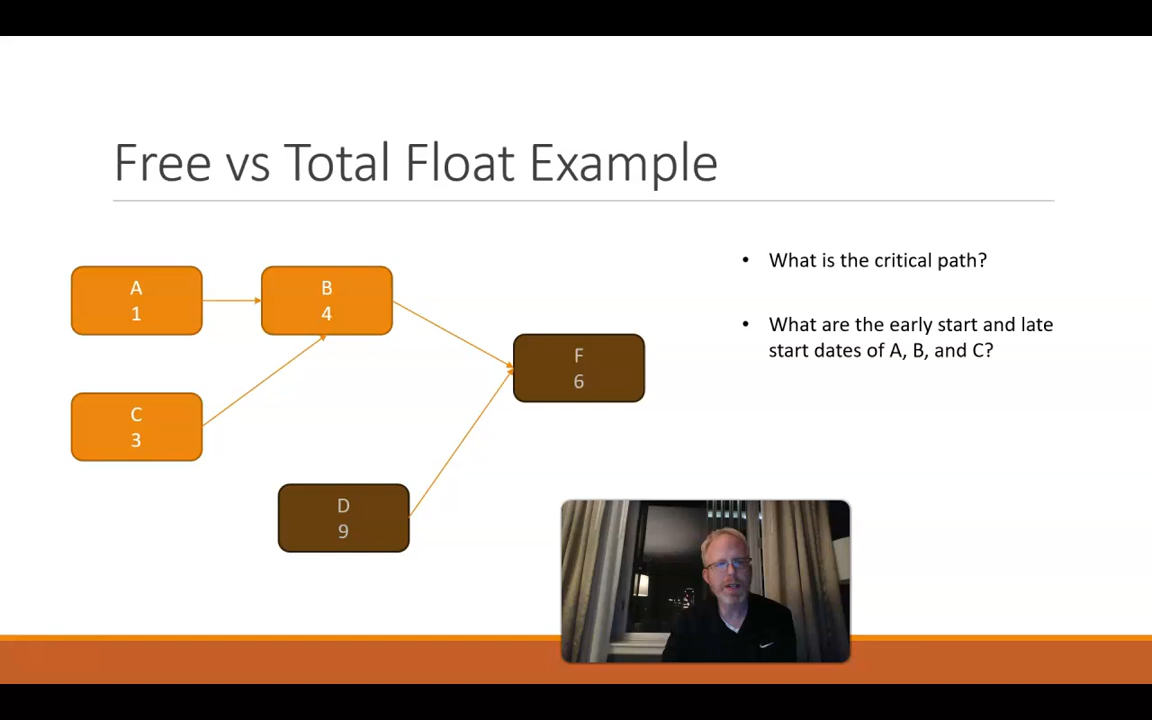 Free vs Total Float Example
A
1
B
4
C
3
D
9
F
6
• What is the critical path?
• What are the early start and late
start dates of A, B, and C?